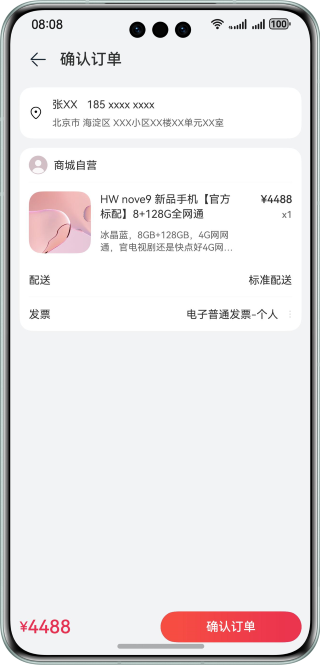 08:08
100
确认订单
张XX 185 xxxx xxxx
北京市 海淀区 XXX小区XX楼XX单元XX室
商城自营
HW nove9 新品手机【官方 ¥4488
标配】8+128G全网通 x1
冰晶蓝，8GB+128GB，4G网网
通，官电视剧还是快点好4G网...
配送 标准配送
发票 电子普通发票-个人
¥4488 确认订单